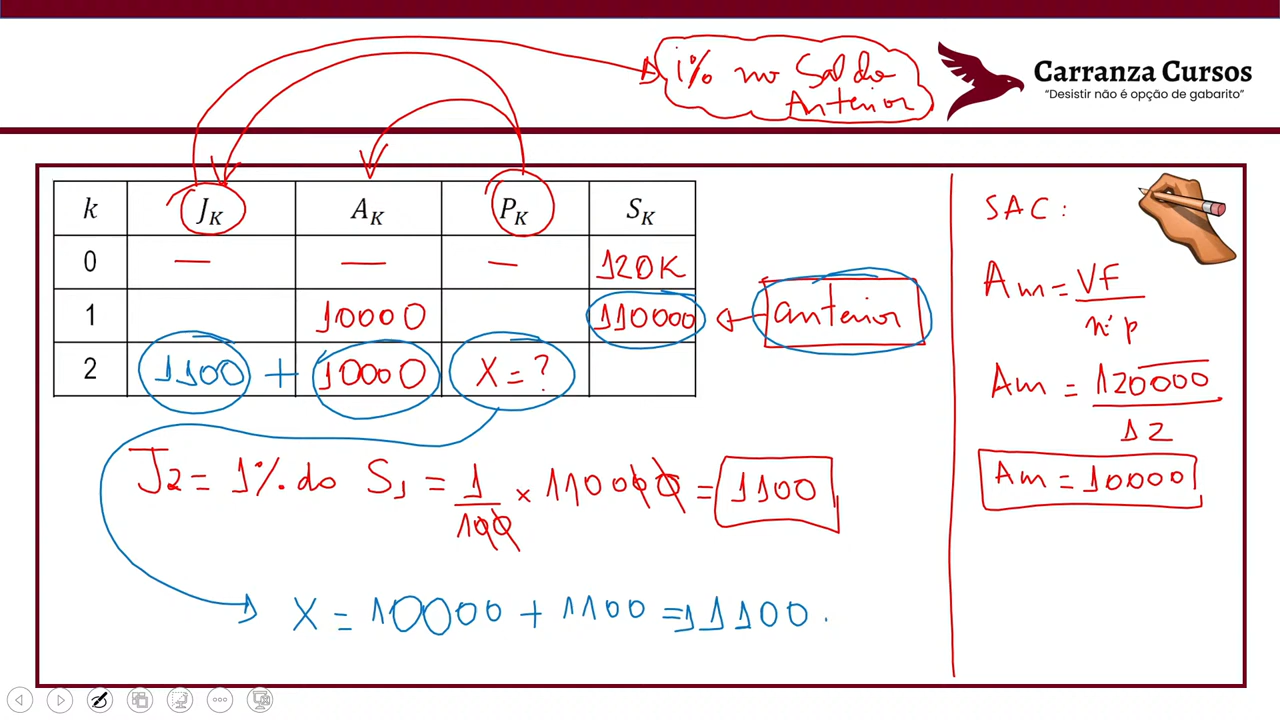 i% no Saldo
Anterior
Carranza Cursos
“Desistir não é opção de gabarito”
k J_K A_K P_K S_K
0 — — — 120K
1 10000 110000 anterior
2 1100 + 10000 X = ?
J2 = 1% do S1 = 1/100 × 110000 = 1100
X = 10000 + 1100 = 11100.
SAC:
Am = VF/nº p
Am = 120000/12
Am = 10000